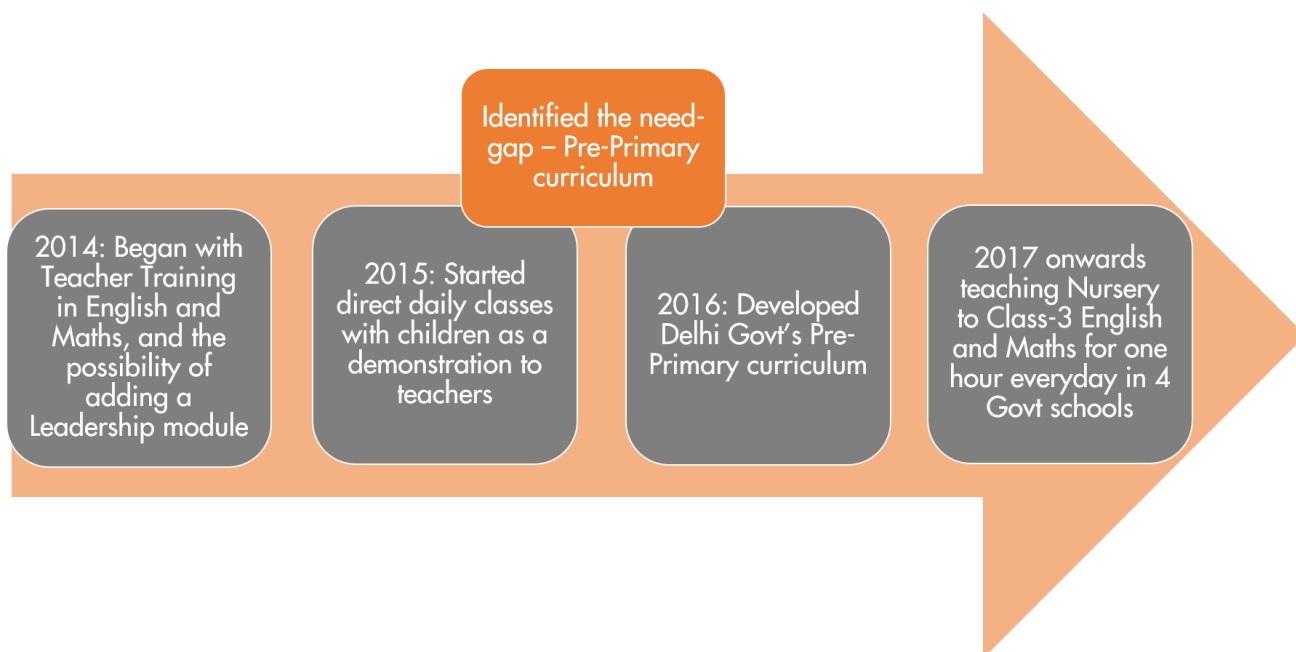 Identified the need-
gap – Pre-Primary
curriculum
2014: Began with
Teacher Training
in English and
Maths, and the
possibility of
adding a
Leadership module
2015: Started
direct daily classes
with children as a
demonstration to
teachers
2016: Developed
Delhi Govt’s Pre-
Primary curriculum
2017 onwards
teaching Nursery
to Class-3 English
and Maths for one
hour everyday in 4
Govt schools